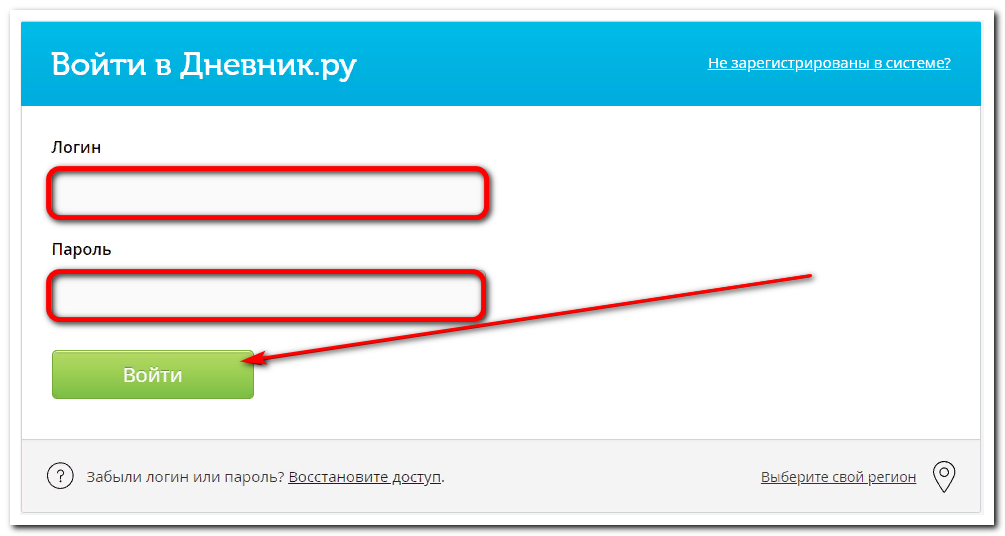 Войти в Дневник.ру
Не зарегистрированы в системе?
Логин
Пароль
Войти
? Забыли логин или пароль? Восстановите доступ.
Выберите свой регион